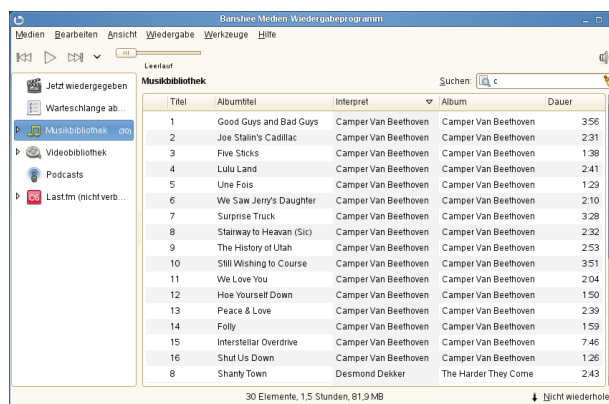 Banshee Medien-Wiedergabeprogramm
Medien Bearbeiten Ansicht Wiedergabe Werkzeuge Hilfe
Leerlauf
Jetzt wiedergegeben
Warteschlange ab...
Musikbibliothek (30)
Videobibliothek
Podcasts
Last.fm (nicht verb...
Musikbibliothek Suchen: c
Titel Albumtitel Interpret Album Dauer
1 Good Guys and Bad Guys Camper Van Beethoven Camper Van Beethoven 3:56
2 Joe Stalin's Cadillac Camper Van Beethoven Camper Van Beethoven 2:31
3 Five Sticks Camper Van Beethoven Camper Van Beethoven 1:38
4 Lulu Land Camper Van Beethoven Camper Van Beethoven 2:41
5 Une Fois Camper Van Beethoven Camper Van Beethoven 1:29
6 We Saw Jerry's Daughter Camper Van Beethoven Camper Van Beethoven 2:10
7 Surprise Truck Camper Van Beethoven Camper Van Beethoven 3:28
8 Stairway to Heavan (Sic) Camper Van Beethoven Camper Van Beethoven 2:32
9 The History of Utah Camper Van Beethoven Camper Van Beethoven 2:53
10 Still Wishing to Course Camper Van Beethoven Camper Van Beethoven 3:51
11 We Love You Camper Van Beethoven Camper Van Beethoven 2:04
12 Hoe Yourself Down Camper Van Beethoven Camper Van Beethoven 1:50
13 Peace & Love Camper Van Beethoven Camper Van Beethoven 2:39
14 Folly Camper Van Beethoven Camper Van Beethoven 1:59
15 Interstellar Overdrive Camper Van Beethoven Camper Van Beethoven 7:46
16 Shut Us Down Camper Van Beethoven Camper Van Beethoven 1:26
8 Shanty Town Desmond Dekker The Harder They Come 2:43
30 Elemente, 1,5 Stunden, 81,9 MB Nicht wiederhole